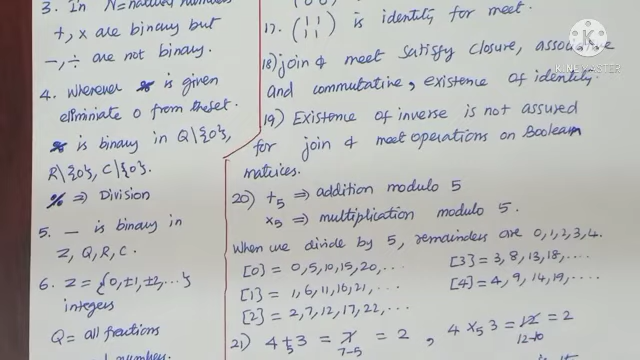 3. In N=natural numbers
+, x are binary but
-, ÷ are not binary.
4. Wherever % is given
eliminiate 0 from theset.
% is binary in Q\{0},
R\{0}, C\{0}.
% ⇒ Division
5. — is binary in
Z, Q, R, C.
6. Z = {0, ±1, ±2, ...}
integers
Q = all fractions
numbers
17. (1 1
1 1) is identity for meet.
18) join & meet satisfy closure, associative
and commutative, existence of identity.
19) Existence of inverse is not assured
for join & meet operations on Boolean
matrices.
20) +₅ ⇒ addition modulo 5
×₅ ⇒ multiplication modulo 5.
When we divide by 5, remainders are 0,1,2,3,4.
[0] = 0,5,10,15,20,... [3] = 3,8,13,18,...
[1] = 1,6,11,16,21,... [4] = 4,9,14,19,...
[2] = 2,7,12,17,22,...
21) 4 +₅ 3 = 7 = 2, 4 ×₅ 3 = 12 = 2
7-5 12-10
KINEMASTER